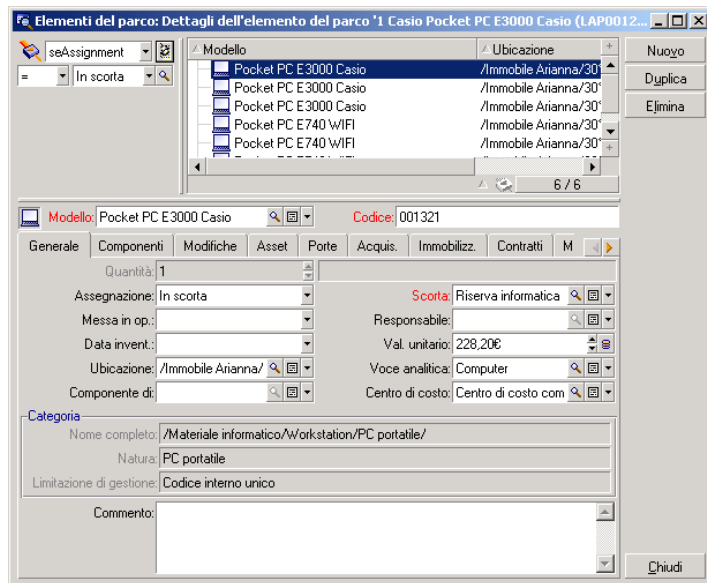 Elementi del parco: Dettagli dell'elemento del parco '1 Casio Pocket PC E3000 Casio (LAP0012...
seAssignment
= In scorta
Modello Ubicazione
Pocket PC E3000 Casio /Immobile Arianna/30°
Pocket PC E3000 Casio /Immobile Arianna/30°
Pocket PC E3000 Casio /Immobile Arianna/30°
Pocket PC E740 WIFI /Immobile Arianna/30°
Pocket PC E740 WIFI /Immobile Arianna/30°
6 / 6
Nuovo
Duplica
Elimina
Modello: Pocket PC E3000 Casio Codice: 001321
Generale Componenti Modifiche Asset Porte Acquis. Immobilizz. Contratti M
Quantità: 1
Assegnazione: In scorta Scorta: Riserva informatica
Messa in op.: Responsabile:
Data invent.: Val. unitario: 228,20€
Ubicazione: /Immobile Arianna/ Voce analitica: Computer
Componente di: Centro di costo: Centro di costo com
Categoria
Nome completo: /Materiale informatico/Workstation/PC portatile/
Natura: PC portatile
Limitazione di gestione: Codice interno unico
Commento:
Chiudi